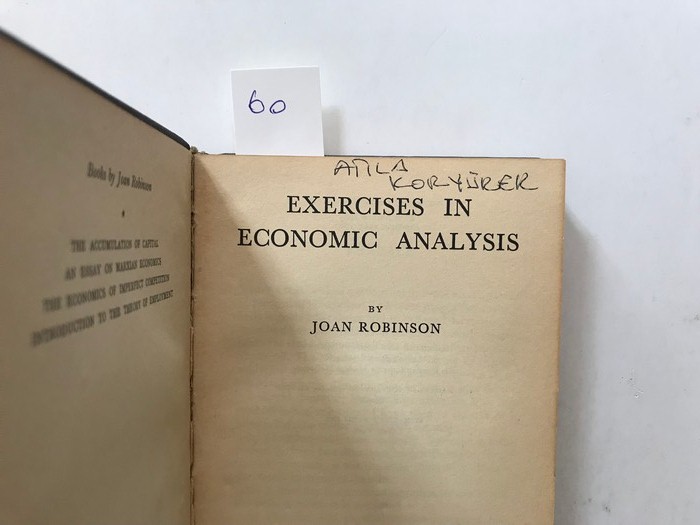 60
Books by Joan Robinson
*
THE ACCUMULATION OF CAPITAL
AN ESSAY ON MARXIAN ECONOMICS
THE ECONOMICS OF IMPERFECT COMPETITION
INTRODUCTION TO THE THEORY OF EMPLOYMENT
ATILA
KORYÜREK
EXERCISES IN
ECONOMIC ANALYSIS
BY
JOAN ROBINSON